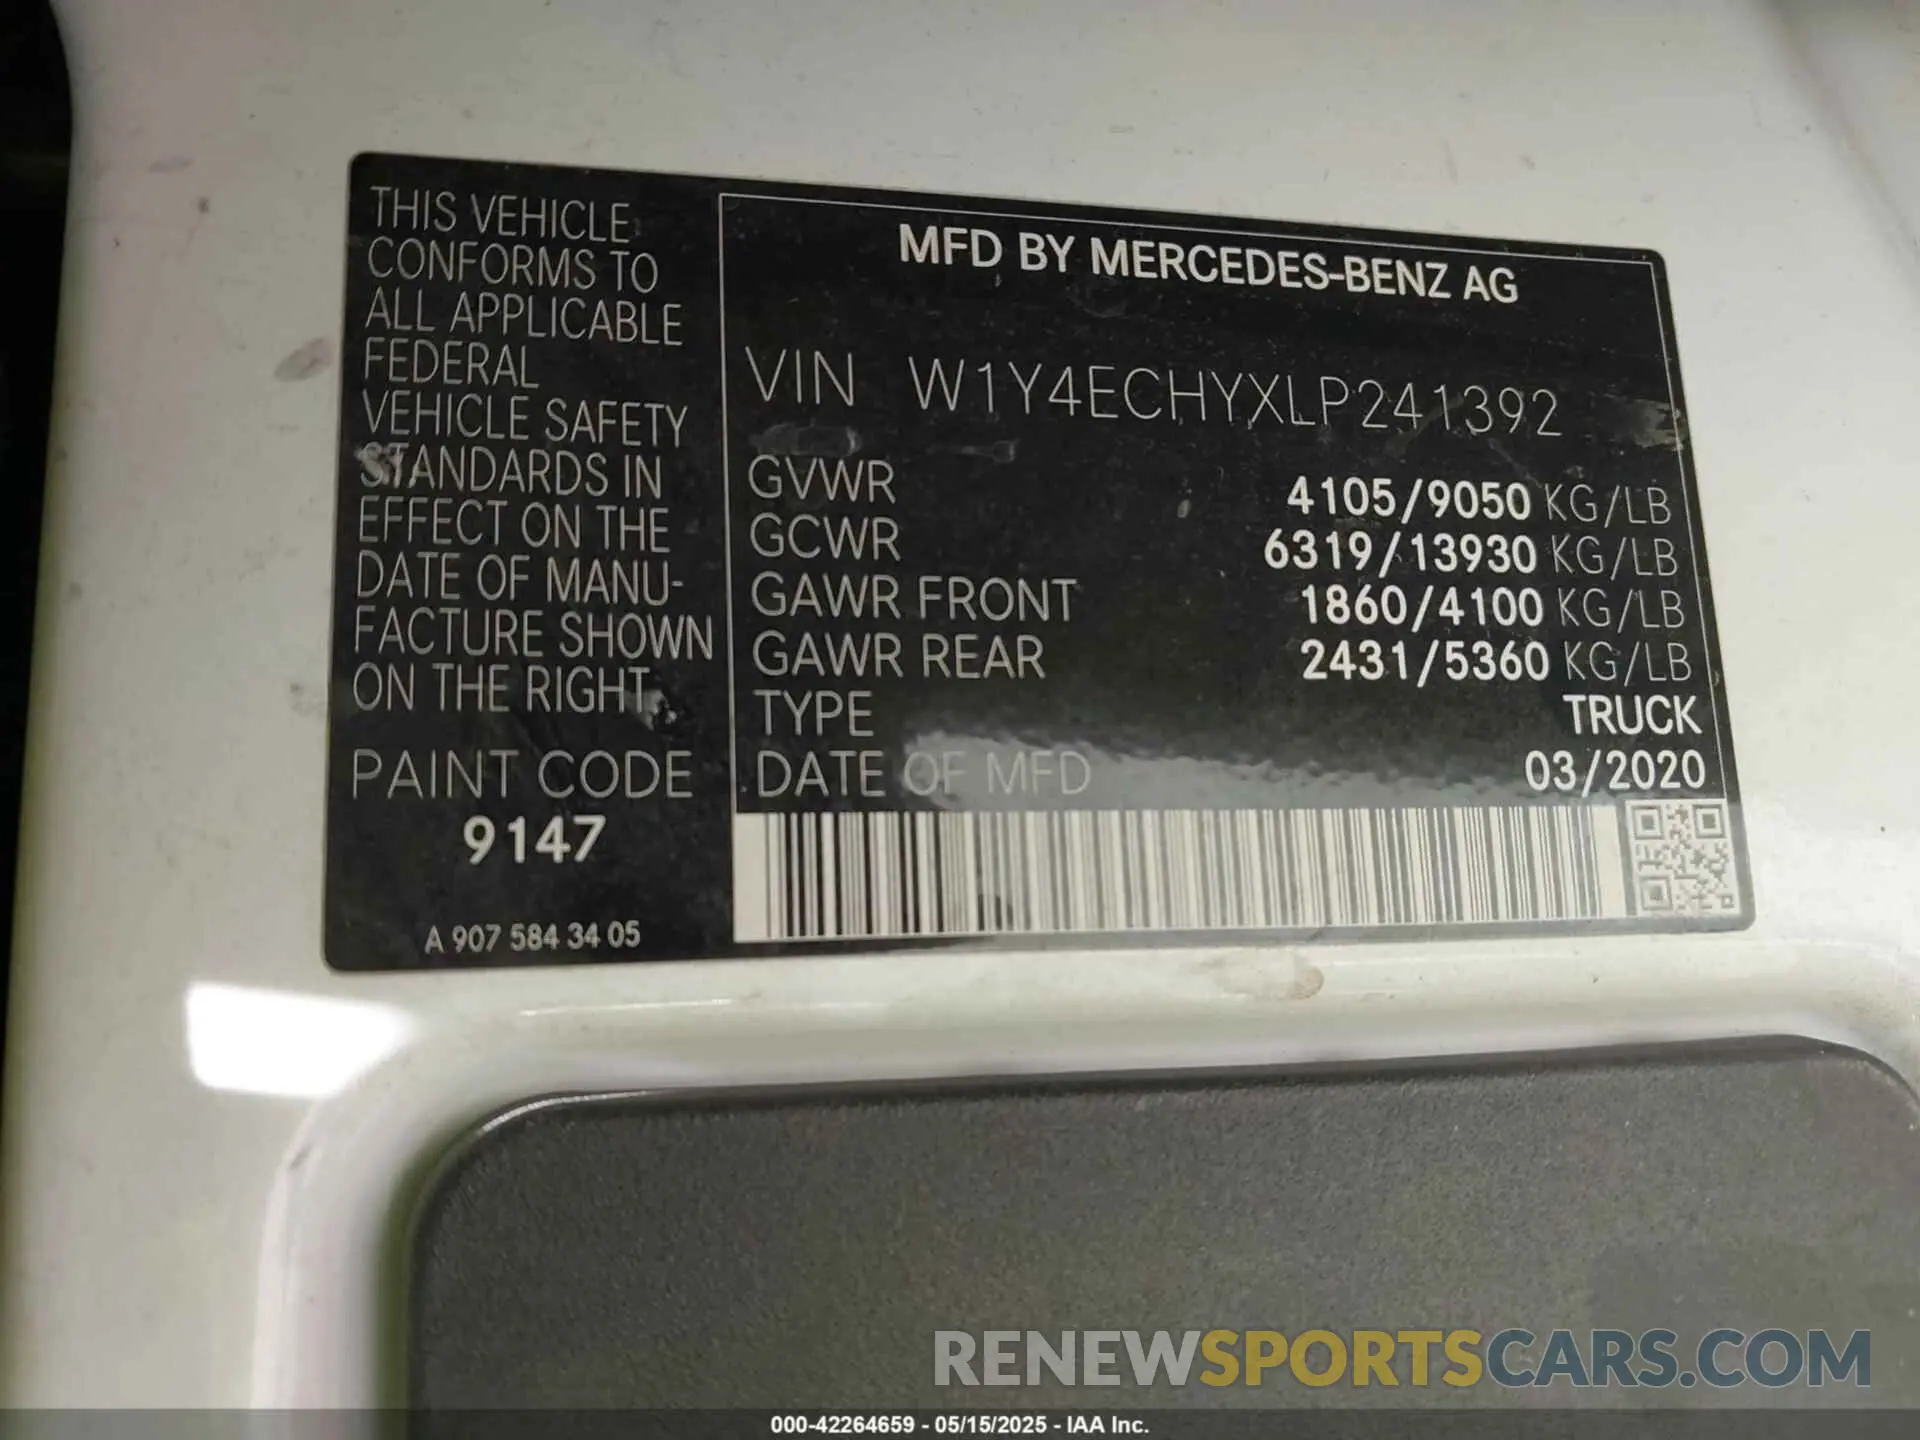 THIS VEHICLE
CONFORMS TO
ALL APPLICABLE
FEDERAL
VEHICLE SAFETY
STANDARDS IN
EFFECT ON THE
DATE OF MANU-
FACTURE SHOWN
ON THE RIGHT.
PAINT CODE
9147
A 907 584 34 05
MFD BY MERCEDES-BENZ AG
VIN W1Y4ECHYXLP241392
GVWR 4105/9050 KG/LB
GCWR 6319/13930 KG/LB
GAWR FRONT 1860/4100 KG/LB
GAWR REAR 2431/5360 KG/LB
TYPE TRUCK
DATE OF MFD 03/2020
RENEWSPORTSCARS.COM
000-42264659 - 05/15/2025 - IAA Inc.